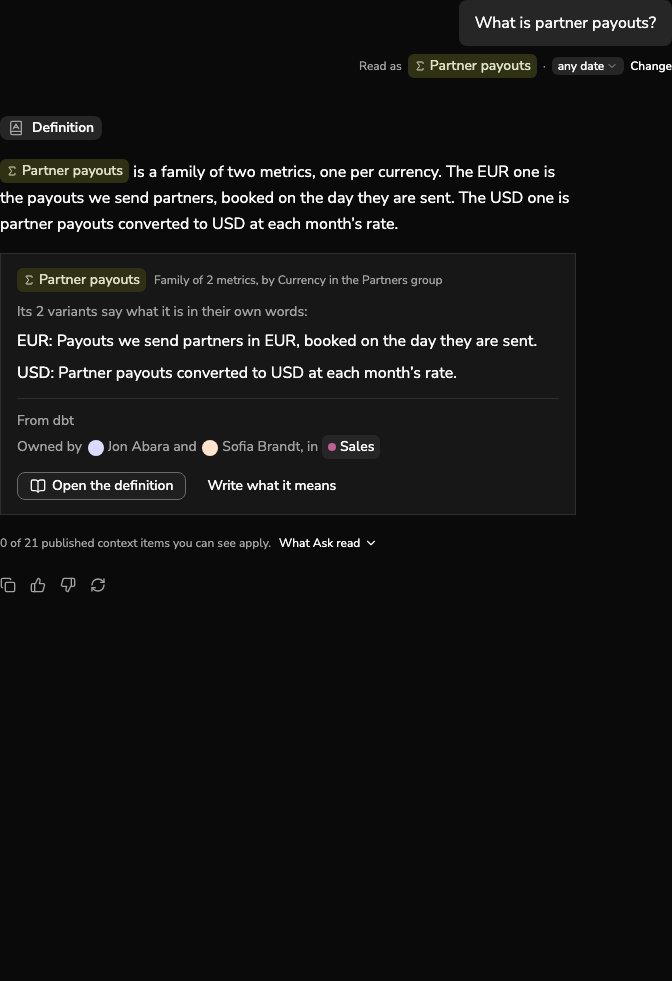 What is partner payouts?
Read as Σ Partner payouts · any date Change
Definition
Σ Partner payouts is a family of two metrics, one per currency. The EUR one is
the payouts we send partners, booked on the day they are sent. The USD one is
partner payouts converted to USD at each month’s rate.
Σ Partner payouts Family of 2 metrics, by Currency in the Partners group
Its 2 variants say what it is in their own words:
EUR: Payouts we send partners in EUR, booked on the day they are sent.
USD: Partner payouts converted to USD at each month’s rate.
From dbt
Owned by Jon Abara and Sofia Brandt, in Sales
Open the definition Write what it means
0 of 21 published context items you can see apply. What Ask read